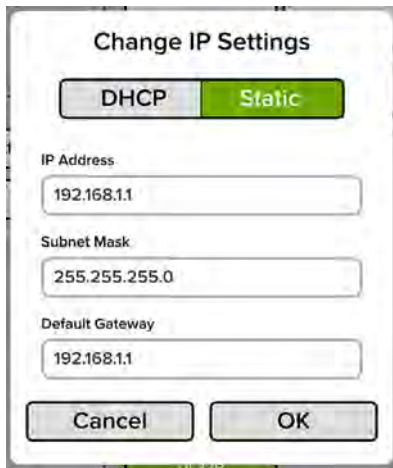 Change IP Settings
DHCP Static
IP Address
192.168.1.1
Subnet Mask
255.255.255.0
Default Gateway
192.168.1.1
Cancel OK